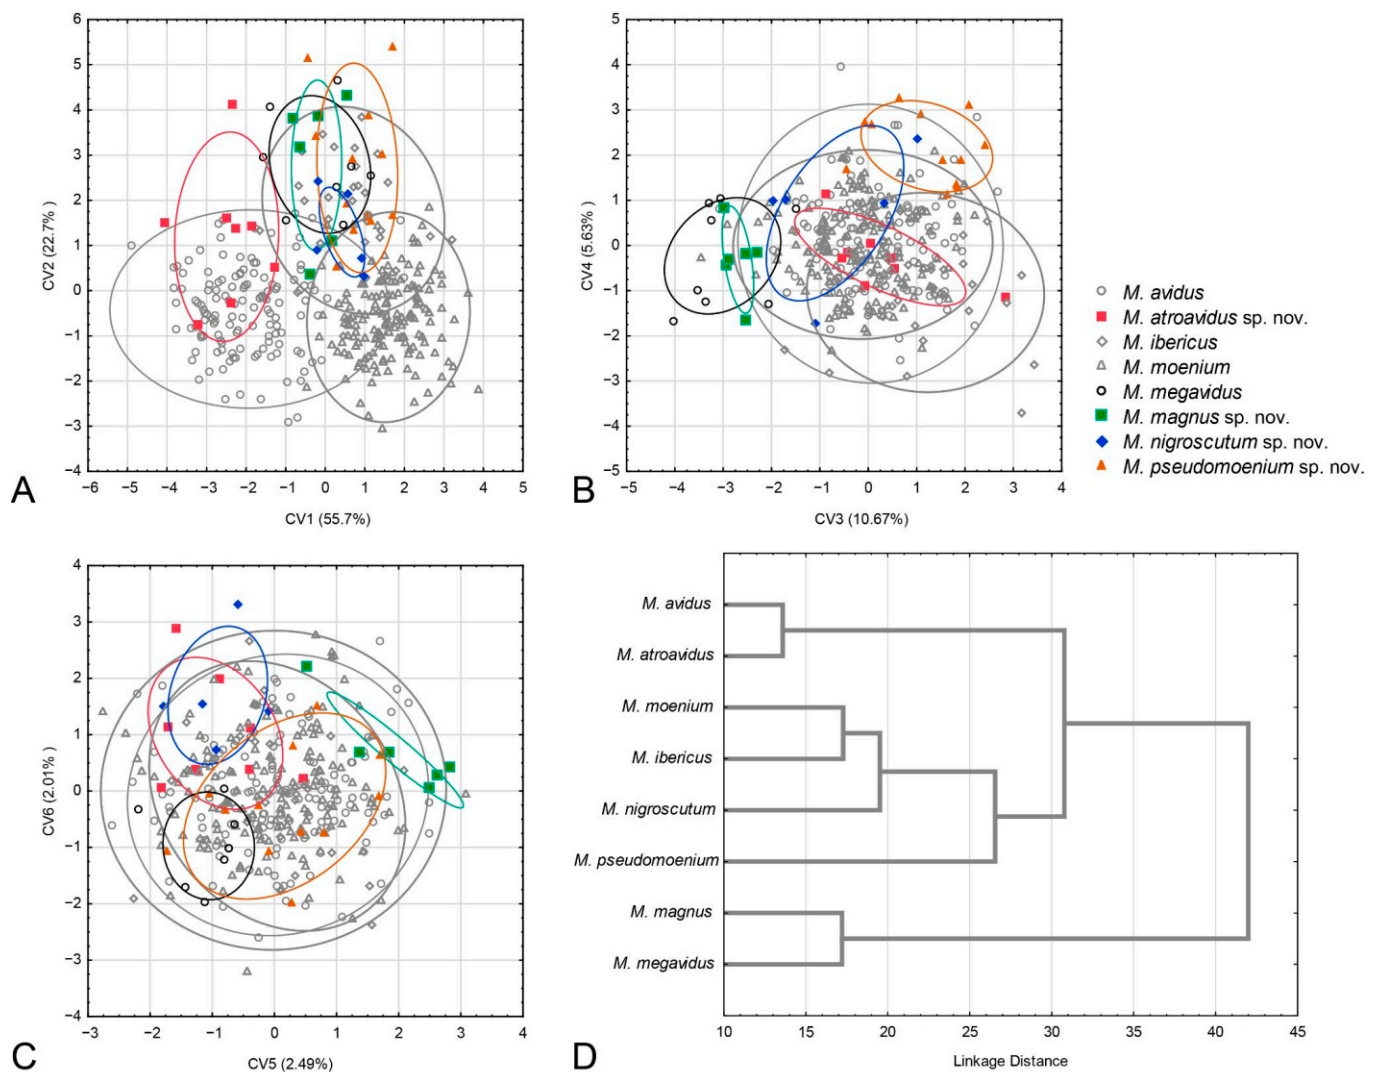 6
5
4
3
2
1
0
−1
−2
−3
−4
−6 −5 −4 −3 −2 −1 0 1 2 3 4 5
CV2 (22.7% )
CV1 (55.7%)
A
5
4
3
2
1
0
−1
−2
−3
−4
−5
−5 −4 −3 −2 −1 0 1 2 3 4
CV4 (5.63% )
CV3 (10.67%)
B
M. avidus
M. atroavidus sp. nov.
M. ibericus
M. moenium
M. megavidus
M. magnus sp. nov.
M. nigroscutum sp. nov.
M. pseudomoenium sp. nov.
4
3
2
1
0
−1
−2
−3
−4
−3 −2 −1 0 1 2 3 4
CV6 (2.01% )
CV5 (2.49%)
C
M. avidus
M. atroavidus
M. moenium
M. ibericus
M. nigroscutum
M. pseudomoenium
M. magnus
M. megavidus
10 15 20 25 30 35 40 45
Linkage Distance
D